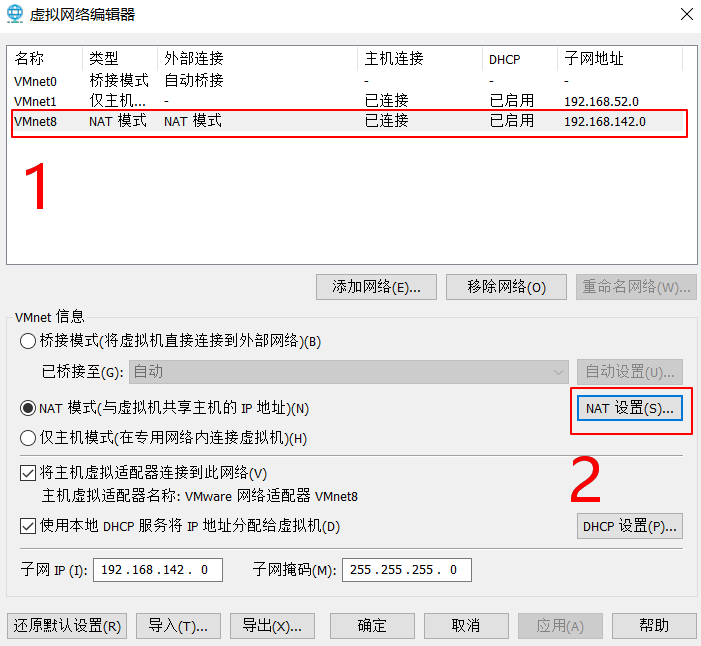 虚拟网络编辑器
名称 类型 外部连接 主机连接 DHCP 子网地址
VMnet0 桥接模式 自动桥接 - - -
VMnet1 仅主机... - 已连接 已启用 192.168.52.0
VMnet8 NAT 模式 NAT 模式 已连接 已启用 192.168.142.0
1
添加网络(E)... 移除网络(O) 重命名网络(W)...
VMnet 信息
桥接模式(将虚拟机直接连接到外部网络)(B)
已桥接至(G): 自动 自动设置(U)...
NAT 模式(与虚拟机共享主机的 IP 地址)(N) NAT 设置(S)...
仅主机模式(在专用网络内连接虚拟机)(H)
2
将主机虚拟适配器连接到此网络(V)
主机虚拟适配器名称: VMware 网络适配器 VMnet8
使用本地 DHCP 服务将 IP 地址分配给虚拟机(D) DHCP 设置(P)...
子网 IP (I): 192 .168 .142 . 0 子网掩码(M): 255 .255 .255 . 0
还原默认设置(R) 导入(T)... 导出(X)... 确定 取消 应用(A) 帮助